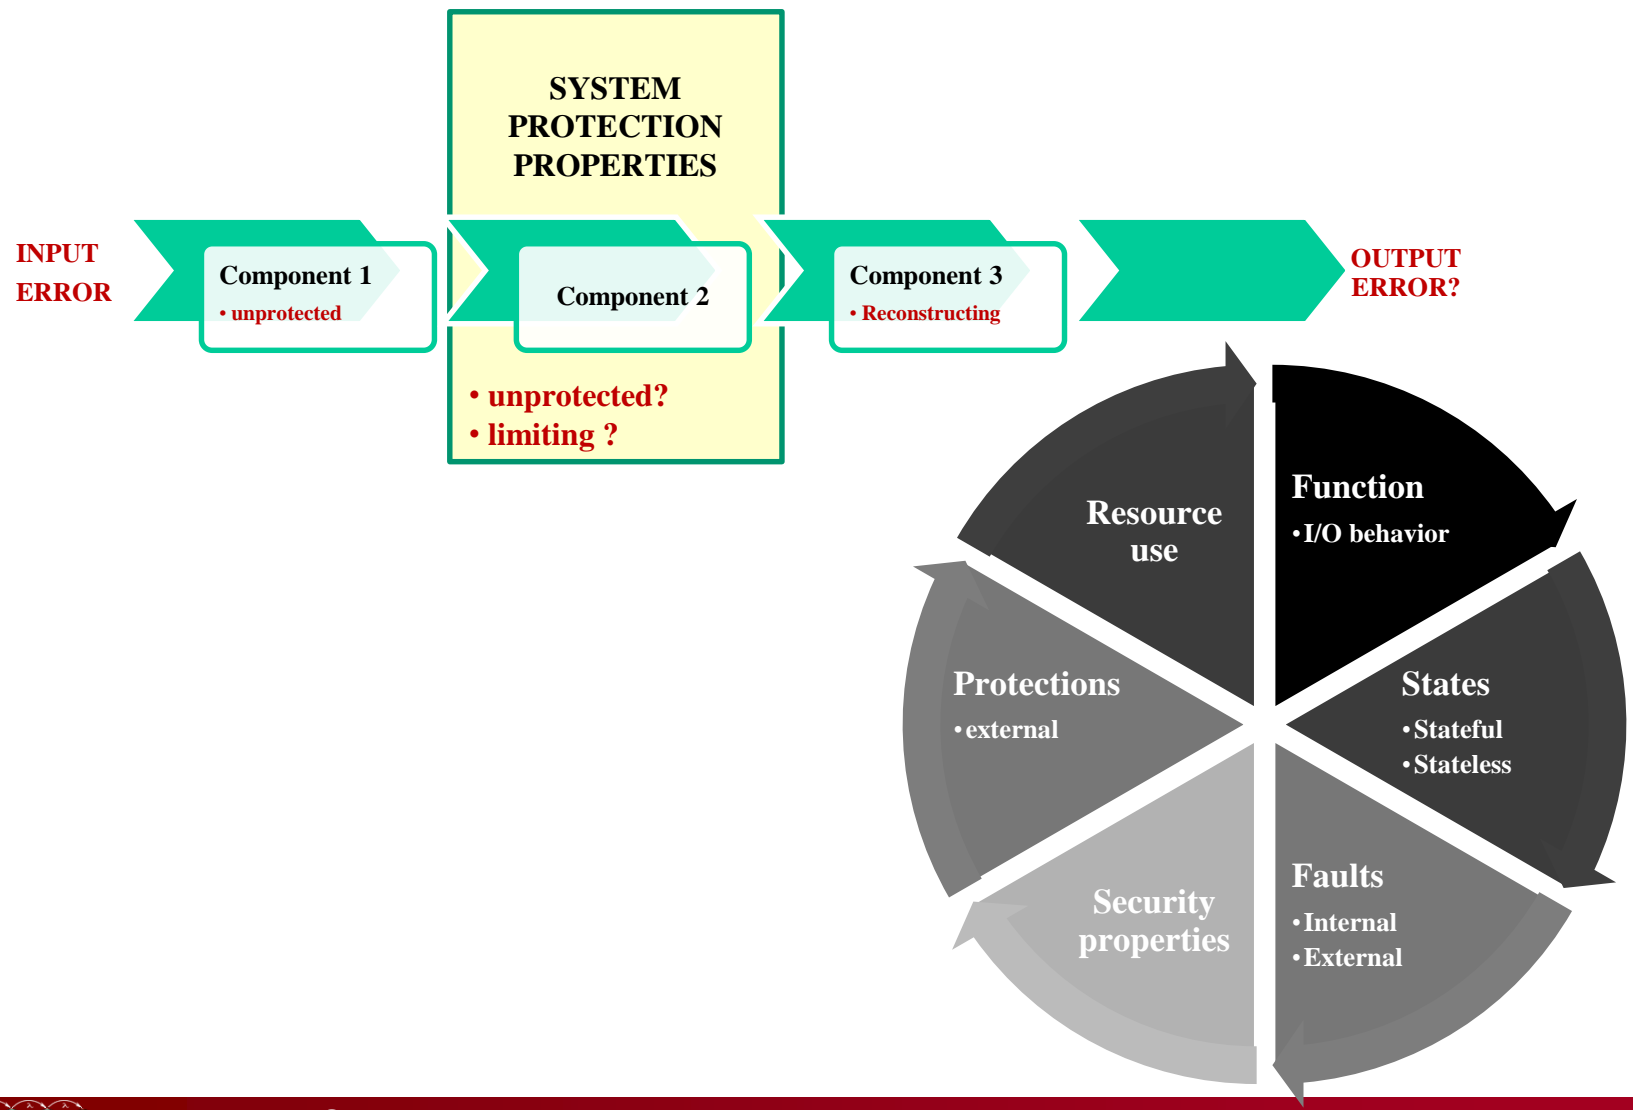 SYSTEM
PROTECTION
PROPERTIES
INPUT
ERROR
Component 1
• unprotected
Component 2
Component 3
• Reconstructing
OUTPUT
ERROR?
• unprotected?
• limiting ?
Function
• I/O behavior
States
• Stateful
• Stateless
Faults
• Internal
• External
Security
properties
Protections
• external
Resource
use